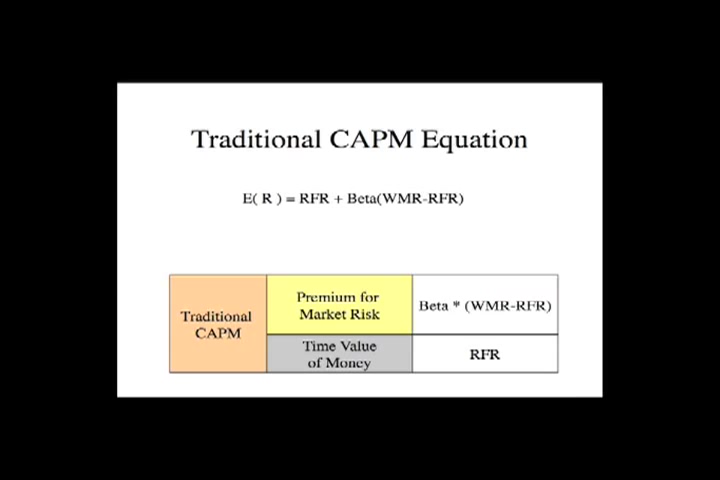 Traditional CAPM Equation
E( R ) = RFR + Beta(WMR-RFR)
Traditional
CAPM
Premium for
Market Risk
Beta * (WMR-RFR)
Time Value
of Money
RFR